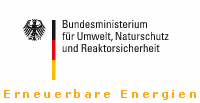 Bundesministerium
für Umwelt, Naturschutz
und Reaktorsicherheit
Erneuerbare Energien